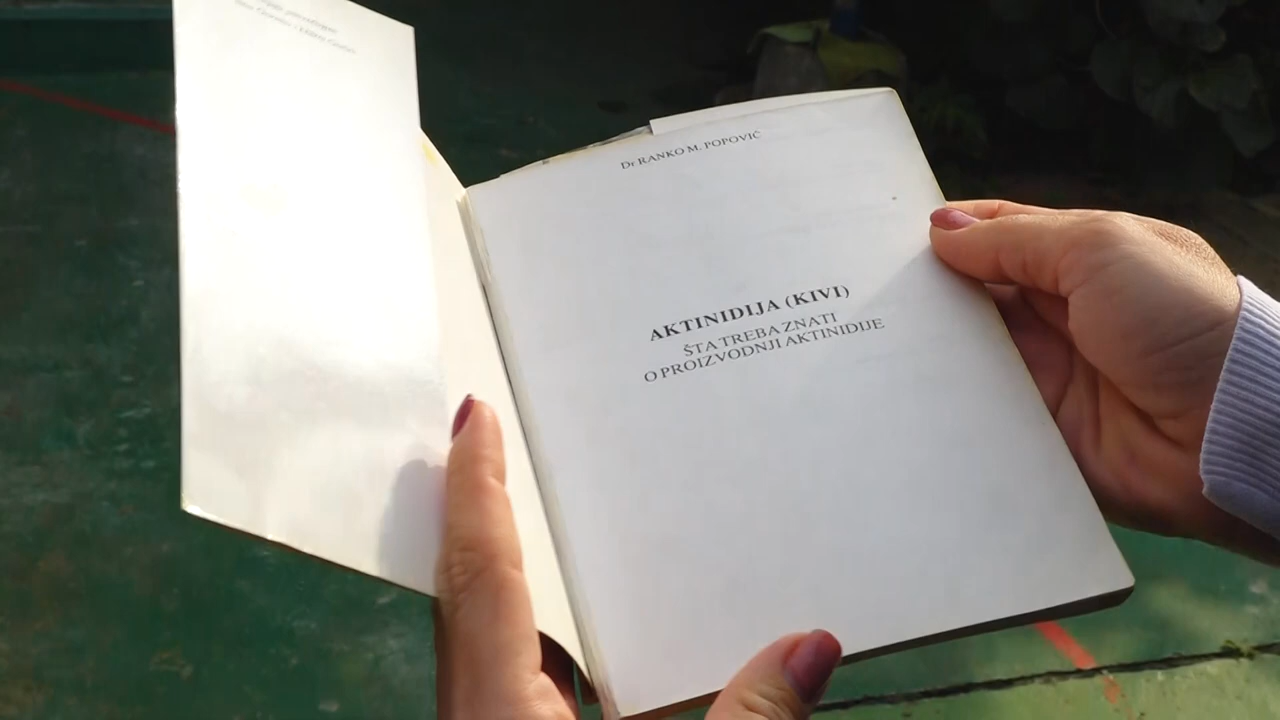 Dr RANKO M. POPOVIĆ
AKTINIDIJA (KIVI)
ŠTA TREBA ZNATI
O PROIZVODNJI AKTINIDIJE